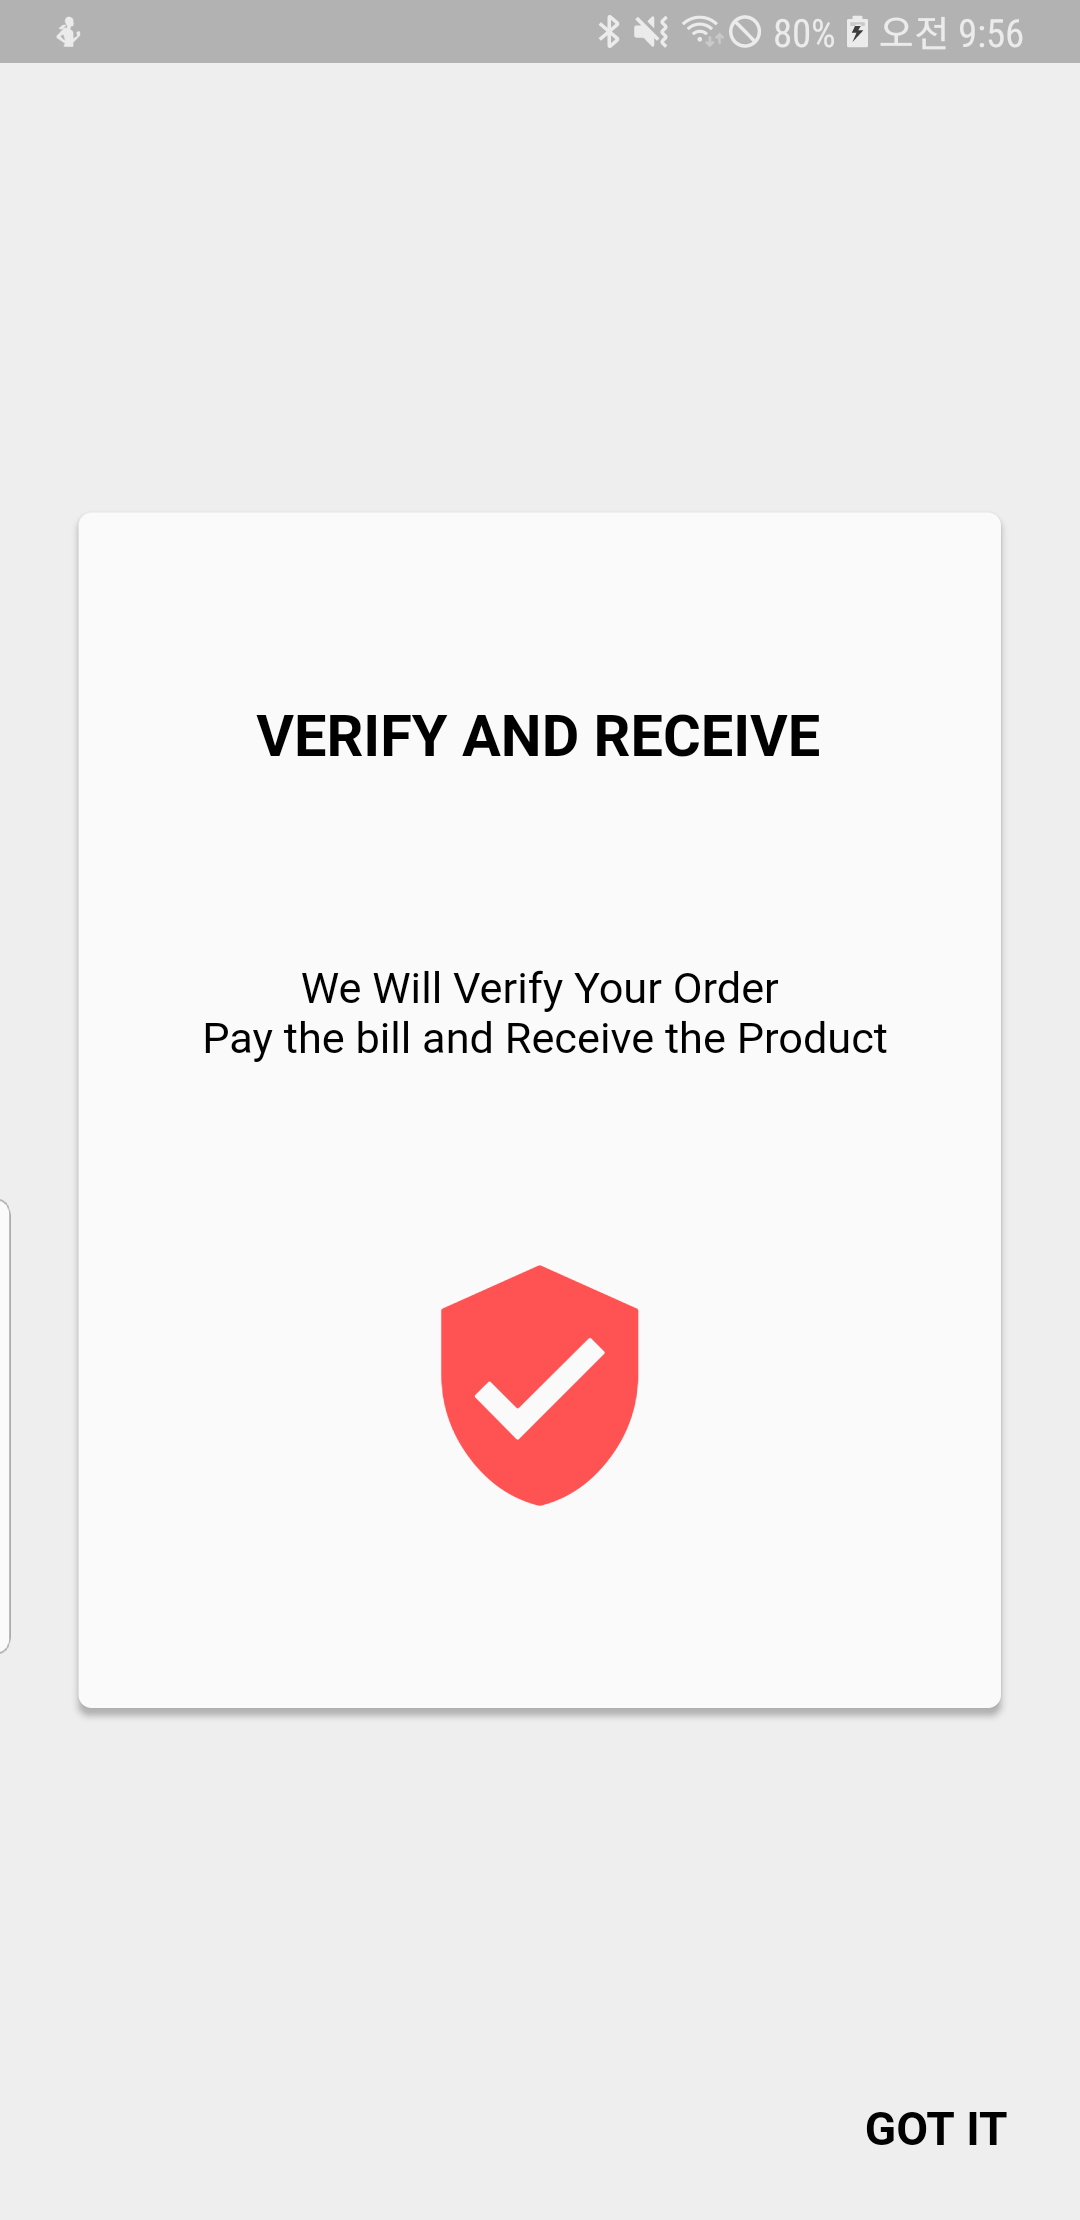 80% 오전 9:56
VERIFY AND RECEIVE
We Will Verify Your Order
Pay the bill and Receive the Product
GOT IT